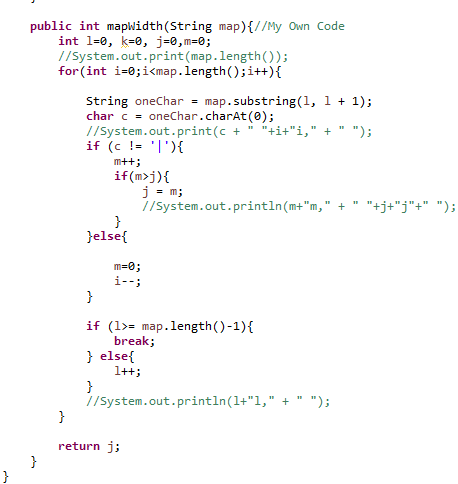 }
public int mapWidth(String map){//My Own Code
int l=0, k=0, j=0,m=0;
//System.out.print(map.length());
for(int i=0;i<map.length();i++){
String oneChar = map.substring(l, l + 1);
char c = oneChar.charAt(0);
//System.out.print(c + " "+i+"i," + " ");
if (c != '|'){
m++;
if(m>j){
j = m;
//System.out.println(m+"m," + " "+j+"j"+" ");
}
}else{
m=0;
i--;
}
if (l>= map.length()-1){
break;
} else{
l++;
}
//System.out.println(l+"l," + " ");
}
return j;
}
}